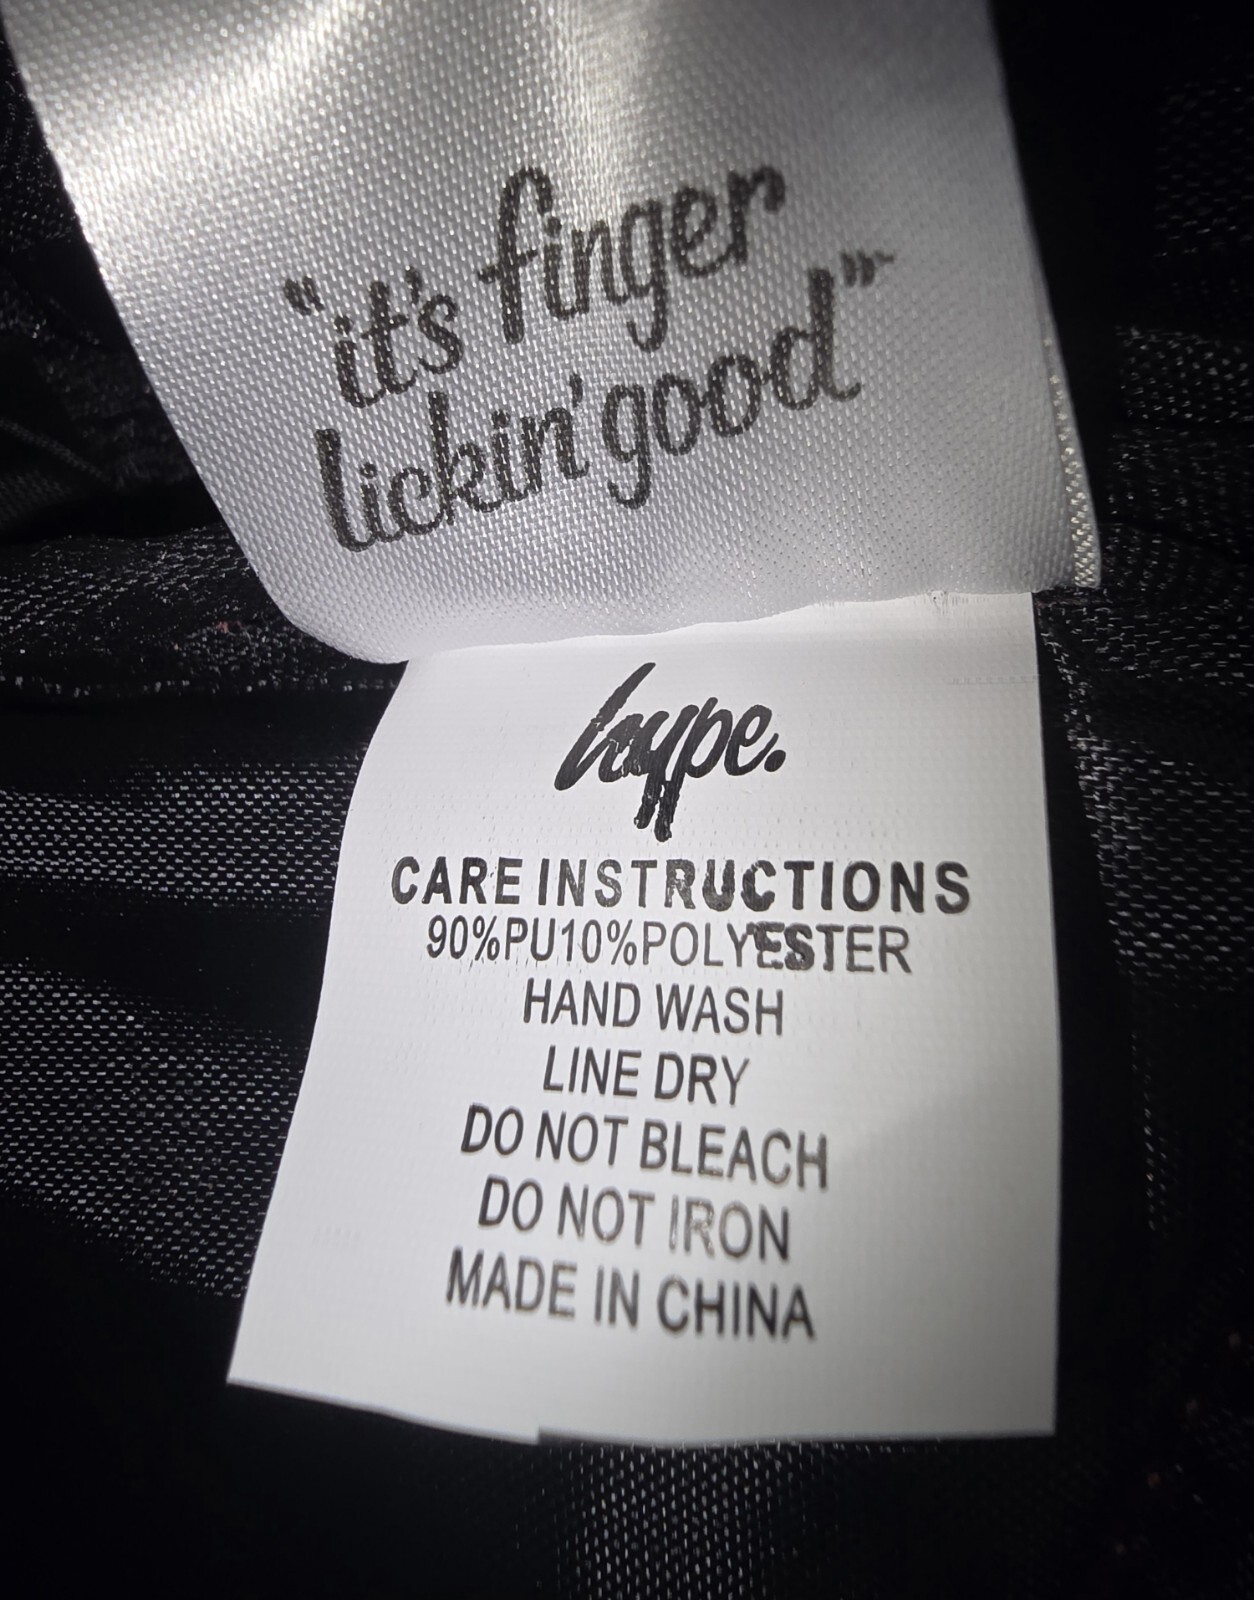 "it's finger
lickin' good"
hype.
CARE INSTRUCTIONS
90%PU10%POLYESTER
HAND WASH
LINE DRY
DO NOT BLEACH
DO NOT IRON
MADE IN CHINA